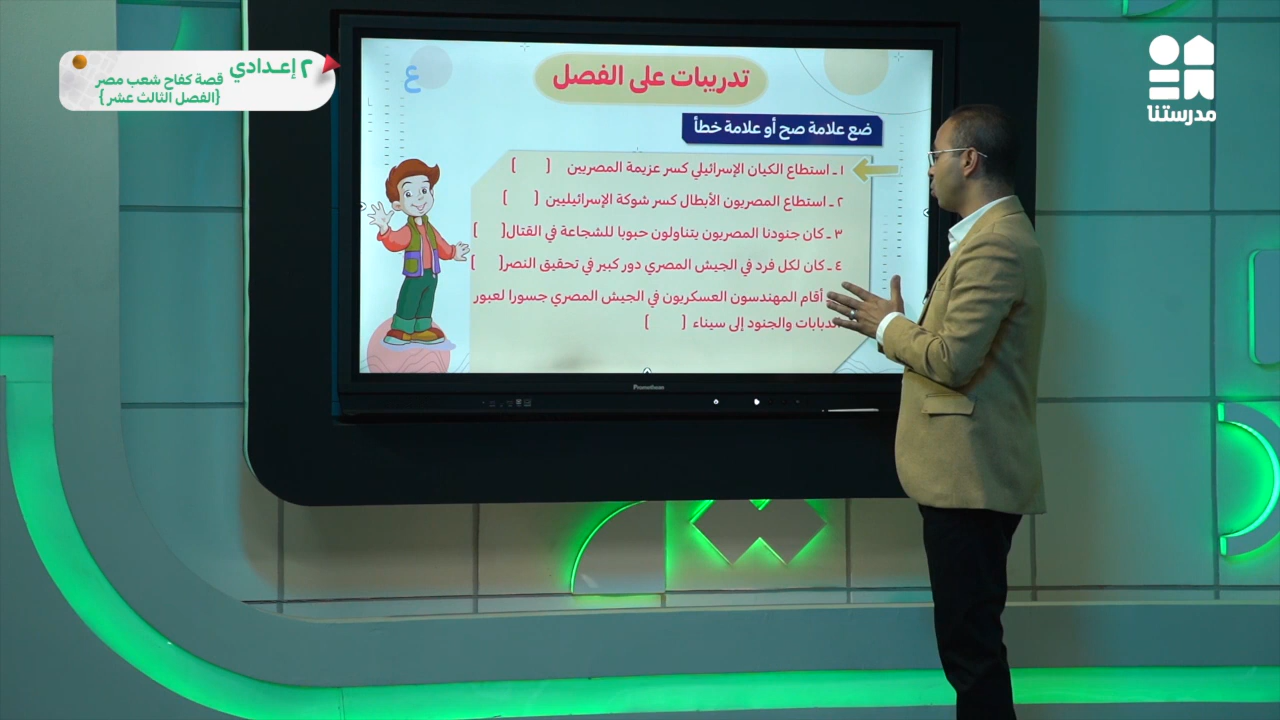 ٢ إعـدادي
قصة كفاح شعب مصر
{الفصل الثالث عشر}
مدرستنا
ع
تدريبات على الفصل
ضع علامة صح أو علامة خطأ
١ ـ استطاع الكيان الإسرائيلي كسر عزيمة المصريين [ ]
٢ ـ استطاع المصريون الأبطال كسر شوكة الإسرائيليين [ ]
٣ ـ كان جنودنا المصريون يتناولون حبوبا للشجاعة في القتال[ ]
٤ ـ كان لكل فرد في الجيش المصري دور كبير في تحقيق النصر[ ]
أقام المهندسون العسكريون في الجيش المصري جسورا لعبور
والجنود إلى سيناء [ ]
Promethean